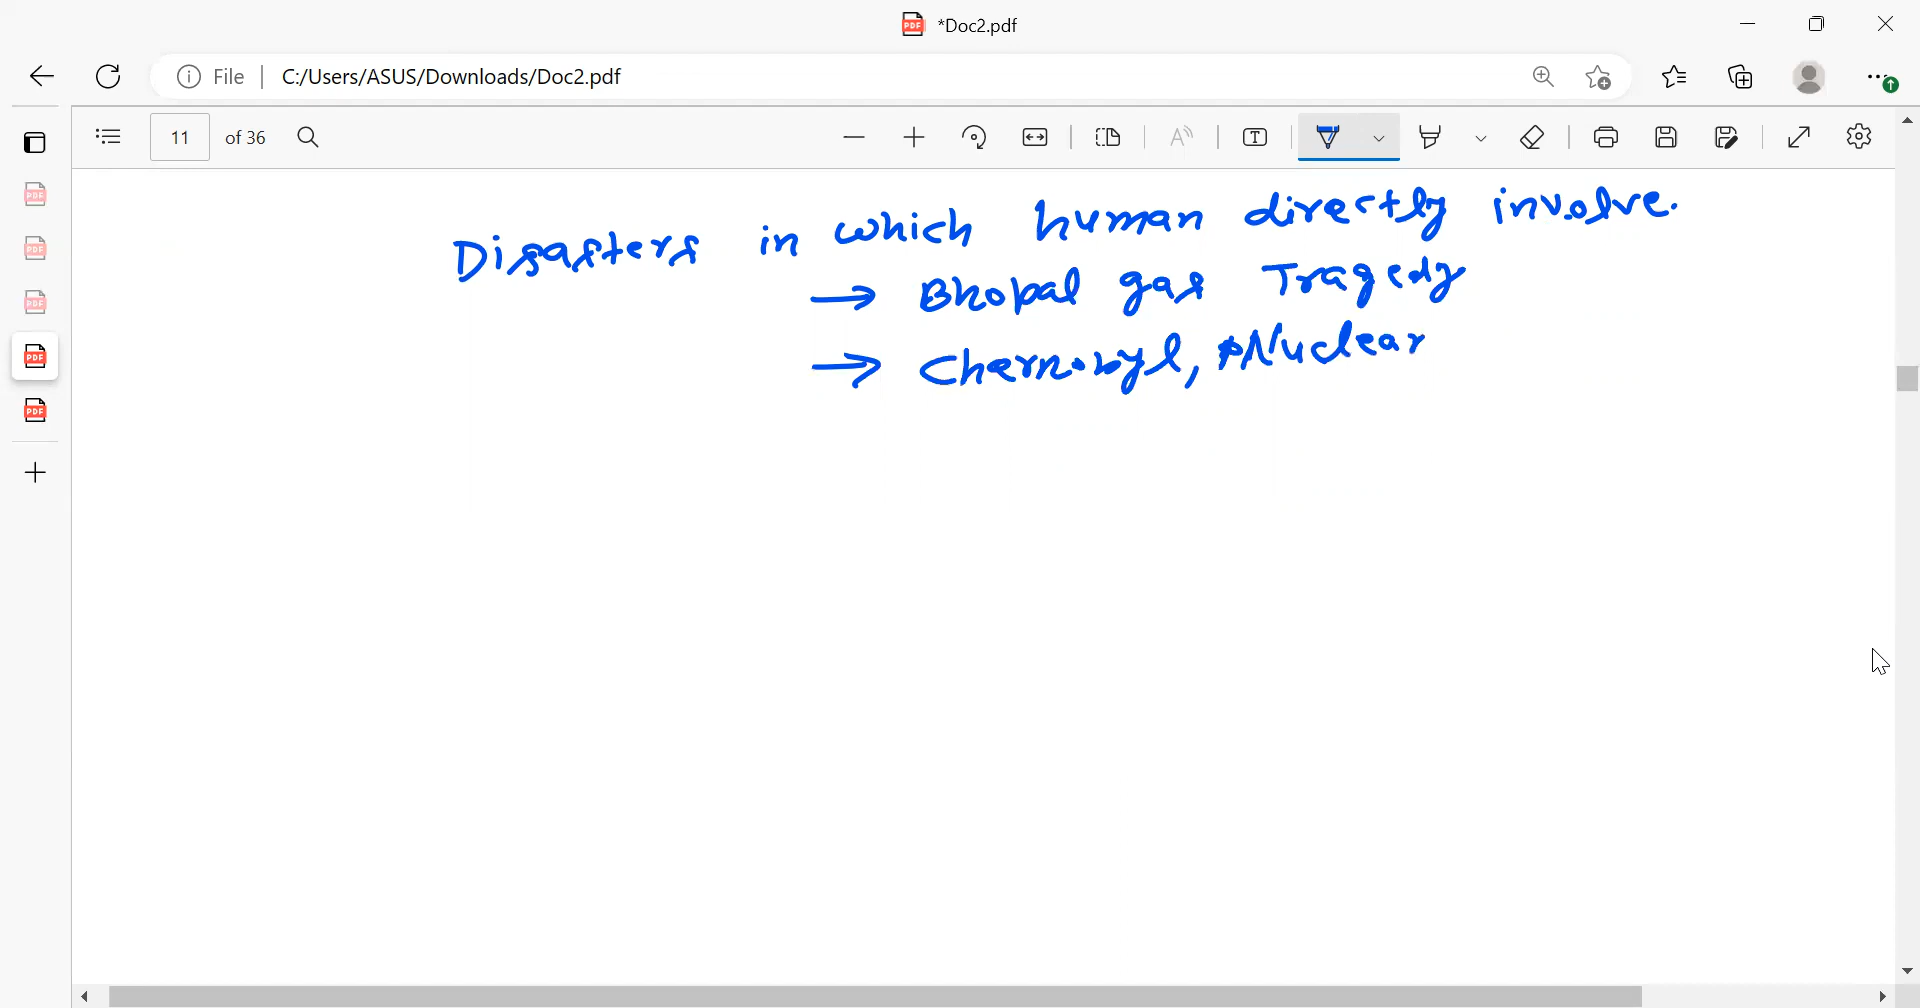 *Doc2.pdf
File C:/Users/ASUS/Downloads/Doc2.pdf
11 of 36
Disasters in which human directly involve.
→ Bhopal gas Tragedy
→ Chernobyl, Nuclear